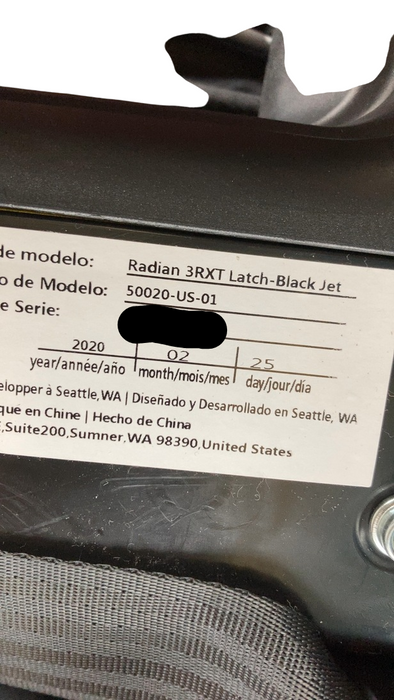 de modelo: Radian 3RXT Latch-Black Jet
o de Modelo: 50020-US-01
e Serie:
2020 02 25
year/année/año month/mois/mes day/jour/día
elopper à Seattle, WA | Diseñado y Desarrollado en Seattle, WA
qué en Chine | Hecho de China
,Suite200,Sumner,WA 98390,United States